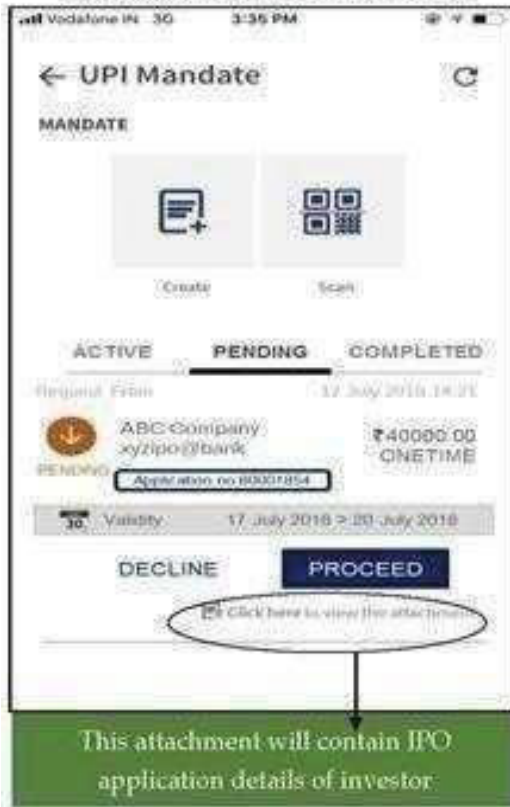 Vodafone IN 3G 3:35 PM
← UPI Mandate
MANDATE
Create Scan
ACTIVE PENDING COMPLETED
Request From 17 July 2018 14:21
ABC Company ₹40000.00
xyzipo@bank ONETIME
PENDING
Application no 60001854
30 Validity 17 July 2018 > 20 July 2018
DECLINE PROCEED
Click here to view the attachment
This attachment will contain IPO
application details of investor